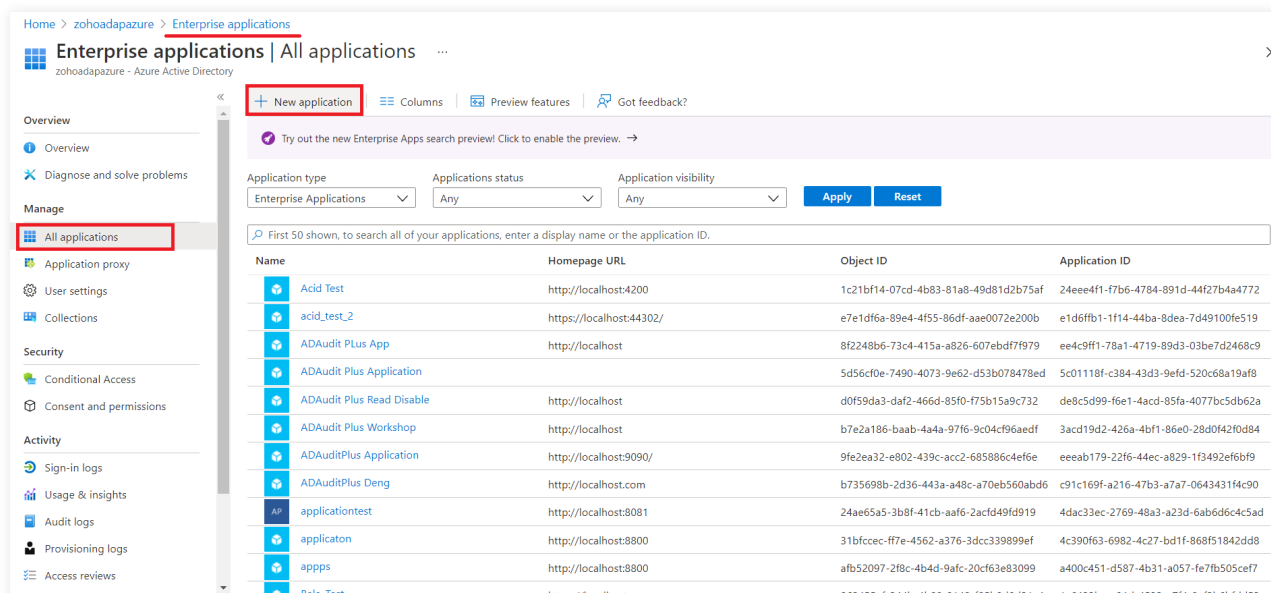 Home > zohoadapazure > Enterprise applications
Enterprise applications | All applications ...
zohoadapazure - Azure Active Directory
Overview
Overview
Diagnose and solve problems
Manage
All applications
Application proxy
User settings
Collections
Security
Conditional Access
Consent and permissions
Activity
Sign-in logs
Usage & insights
Audit logs
Provisioning logs
Access reviews
New application Columns Preview features Got feedback?
Try out the new Enterprise Apps search preview! Click to enable the preview. →
Application type Applications status Application visibility
Enterprise Applications Any Any Apply Reset
First 50 shown, to search all of your applications, enter a display name or the application ID.
Name Homepage URL Object ID Application ID
Acid Test http://localhost:4200 1c21bf14-07cd-4b83-81a8-49d81d2b75af 24eee4f1-f7b6-4784-891d-44f27b4a4772
acid_test_2 https://localhost:44302/ e7e1df6a-89e4-4f55-86df-aae0072e200b e1d6ffb1-1f14-44ba-8dea-7d49100fe519
ADAudit PLus App http://localhost 8f2248b6-73c4-415a-a826-607ebdf7f979 ee4c9ff1-78a1-4719-89d3-03be7d2468c9
ADAudit Plus Application 5d56cf0e-7490-4073-9e62-d53b078478ed 5c01118f-c384-43d3-9efd-520c68a19af8
ADAudit Plus Read Disable http://localhost d0f59da3-daf2-466d-85f0-f75b15a9c732 de8c5d99-f6e1-4acd-85fa-4077bc5db62a
ADAudit Plus Workshop http://localhost b7e2a186-baab-4a4a-97f6-9c04cf96aedf 3acd19d2-426a-4bf1-86e0-28d0f42f0d84
ADAuditPlus Application http://localhost:9090/ 9fe2ea32-e802-439c-acc2-685886c4ef6e eeeab179-22f6-44ec-a829-1f3492ef6bf9
ADAuditPlus Deng http://localhost.com b735698b-2d36-443a-a48c-a70eb560abd6 c91c169f-a216-47b3-a7a7-0643431f4c90
AP applicationtest http://localhost:8081 24ae65a5-3b8f-41cb-aaf6-2acfd49fd919 4dac33ec-2769-48a3-a23d-6ab6d6c4c5ad
applicaton http://localhost:8800 31bfccec-ff7e-4562-a376-3dcc339899ef 4c390f63-6982-4c27-bd1f-868f51842dd8
appps http://localhost:8800 afb52097-2f8c-4b4d-9afc-20cf63e83099 a400c451-d587-4b31-a057-fe7fb505cef7